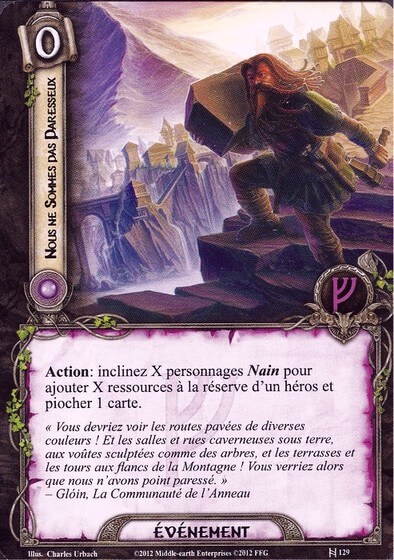 0
Nous ne Sommes pas Paresseux
Action: inclinez X personnages Nain pour
ajouter X ressources à la réserve d'un héros et
piocher 1 carte.
« Vous devriez voir les routes pavées de diverses
couleurs ! Et les salles et rues caverneuses sous terre,
aux voûtes sculptées comme des arbres, et les terrasses et
les tours aux flancs de la Montagne ! Vous verriez alors
que nous n'avons point paressé. »
– Glóin, La Communauté de l'Anneau
ÉVÉNEMENT
Illus. Charles Urbach
©2012 Middle-earth Enterprises ©2012 FFG
129